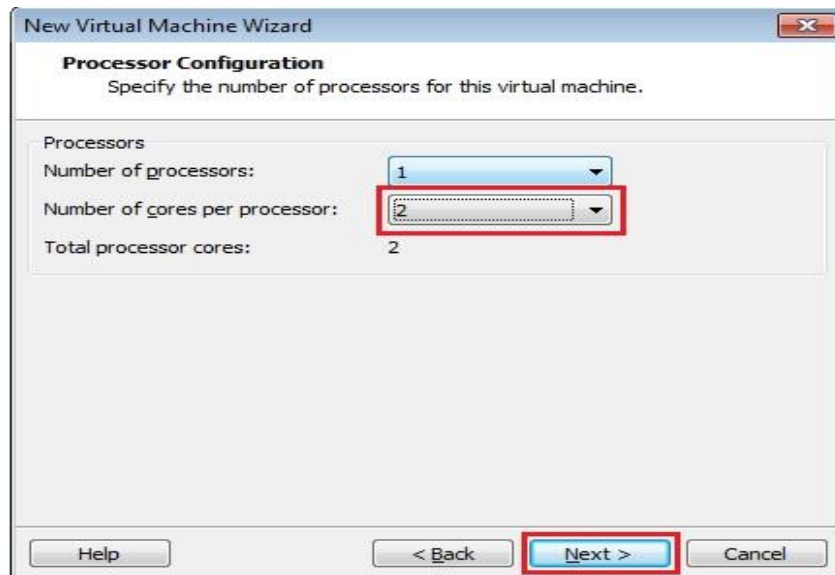 New Virtual Machine Wizard
Processor Configuration
Specify the number of processors for this virtual machine.
Processors
Number of processors: 1
Number of cores per processor: 2
Total processor cores: 2
Help < Back Next > Cancel